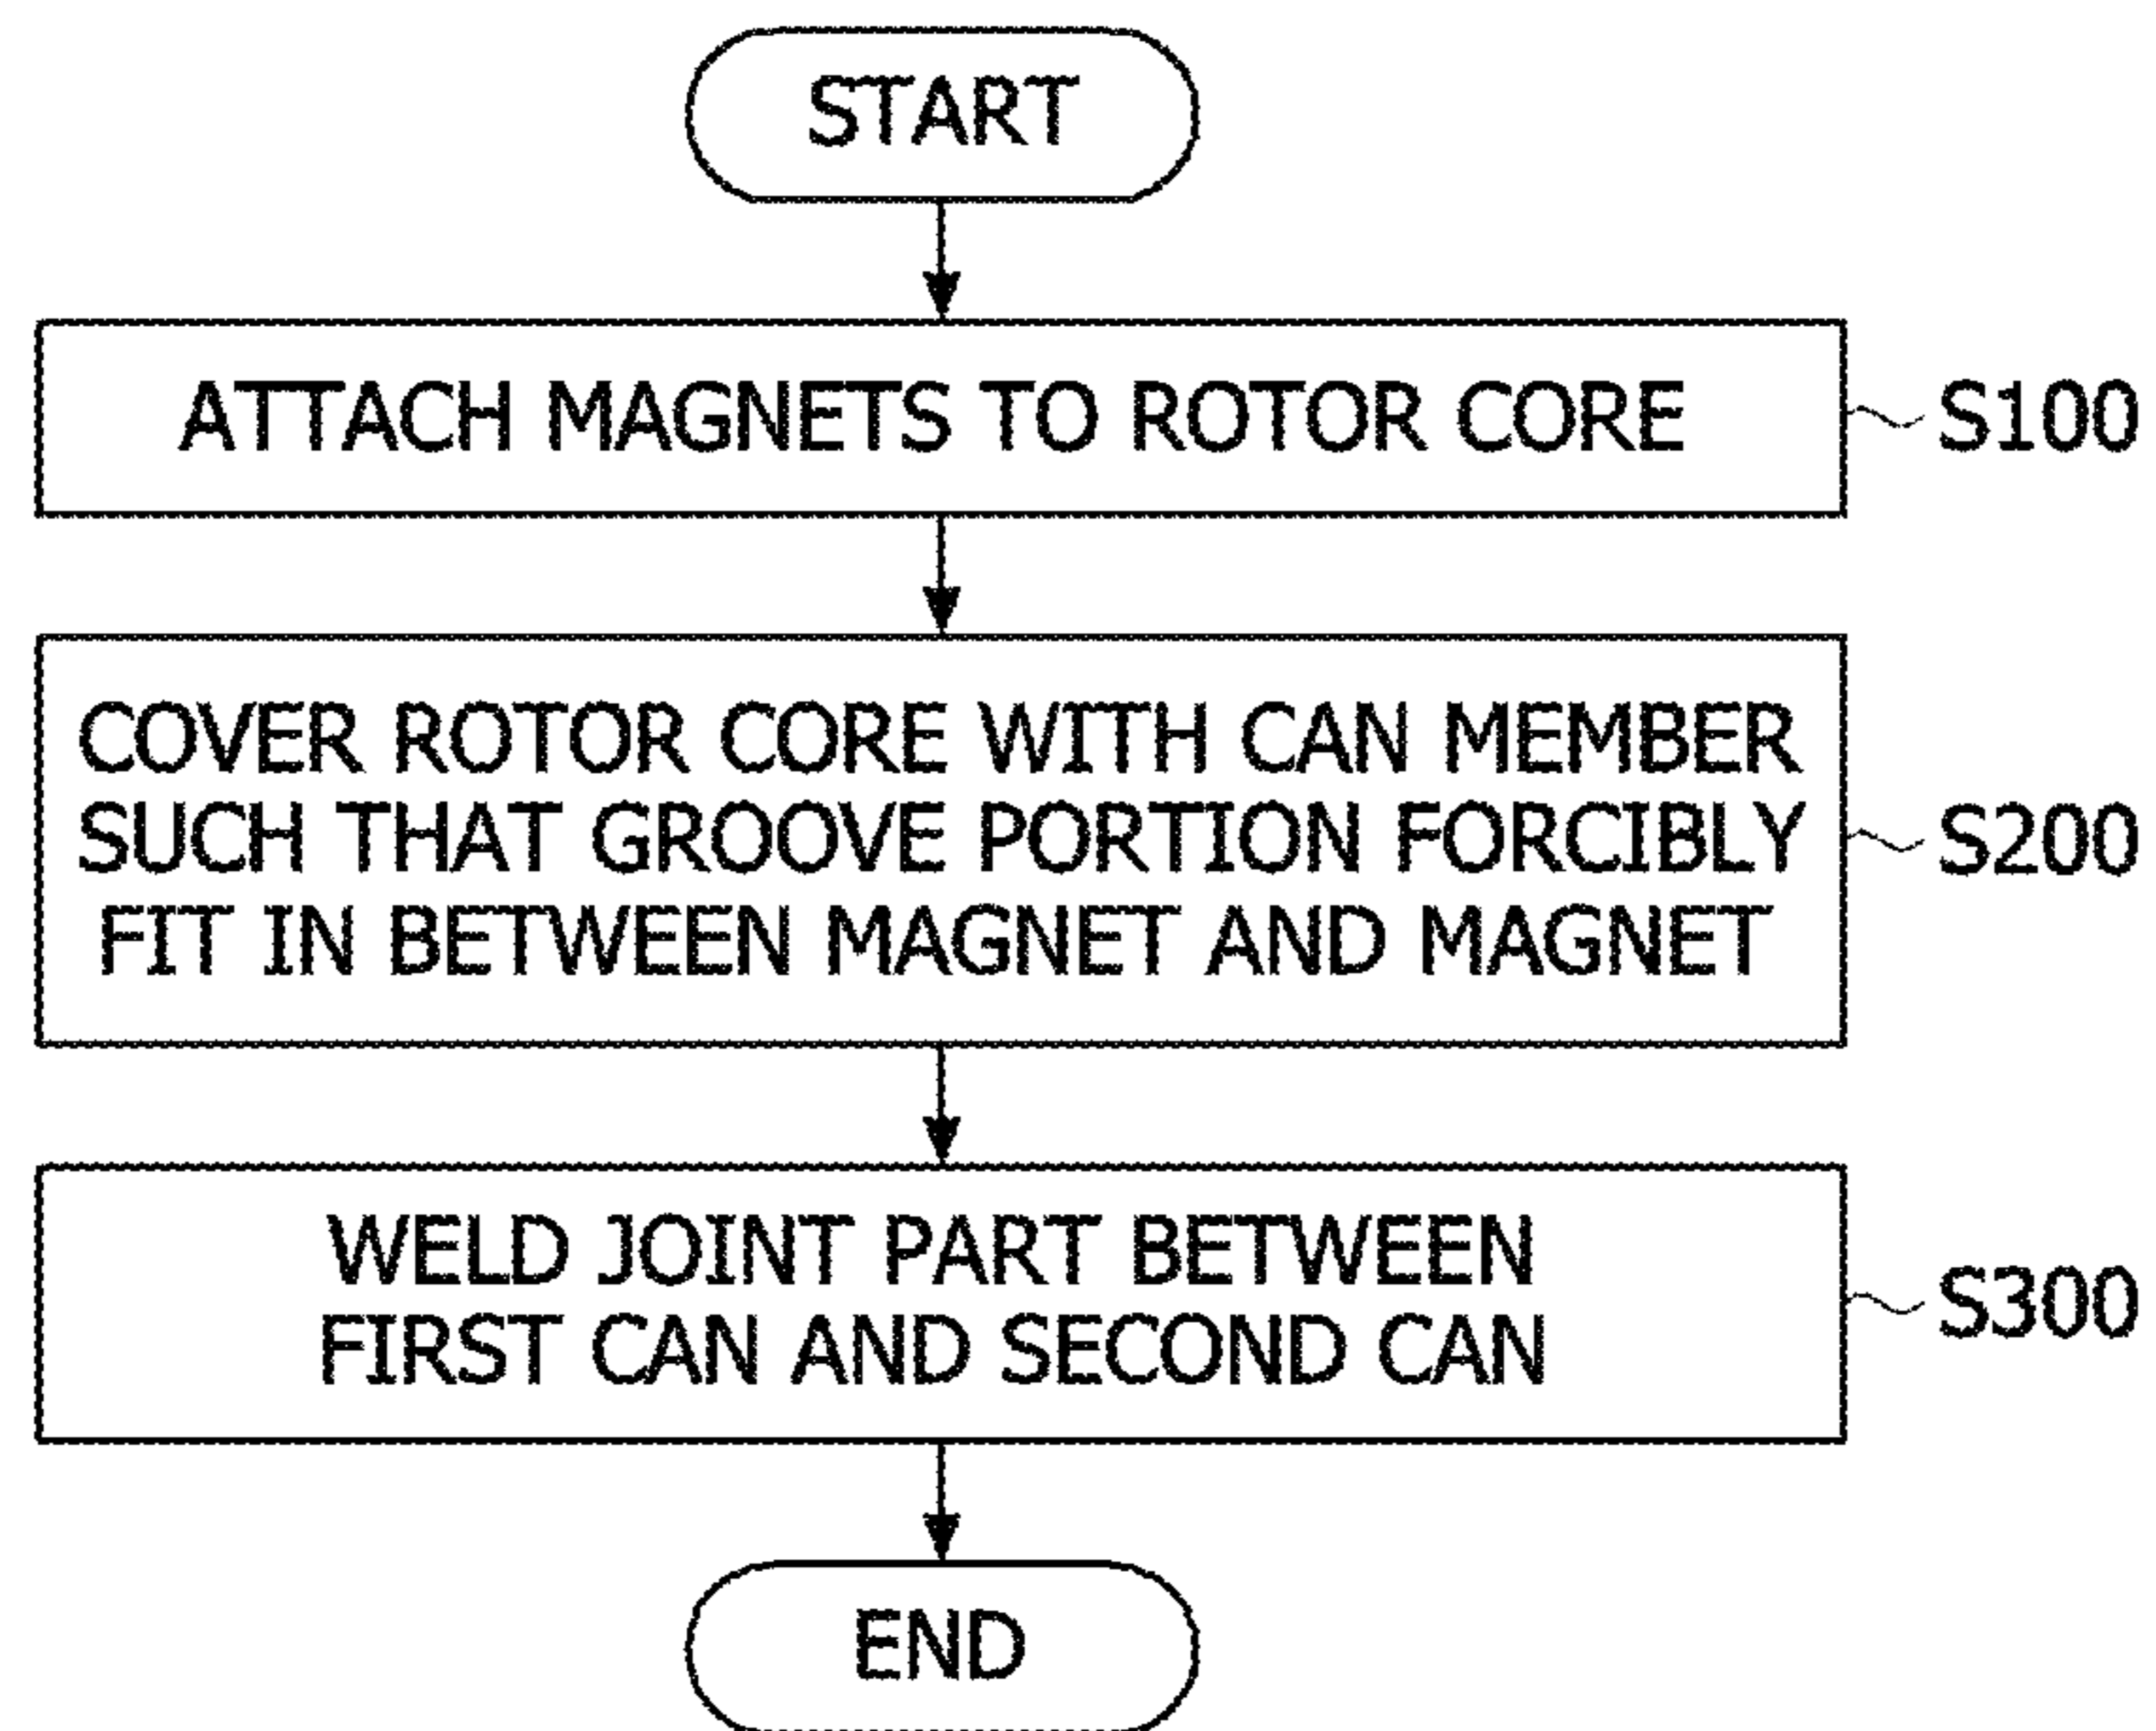 START
ATTACH MAGNETS TO ROTOR CORE
S100
COVER ROTOR CORE WITH CAN MEMBER
SUCH THAT GROOVE PORTION FORCIBLY
FIT IN BETWEEN MAGNET AND MAGNET
S200
WELD JOINT PART BETWEEN
FIRST CAN AND SECOND CAN
S300
END